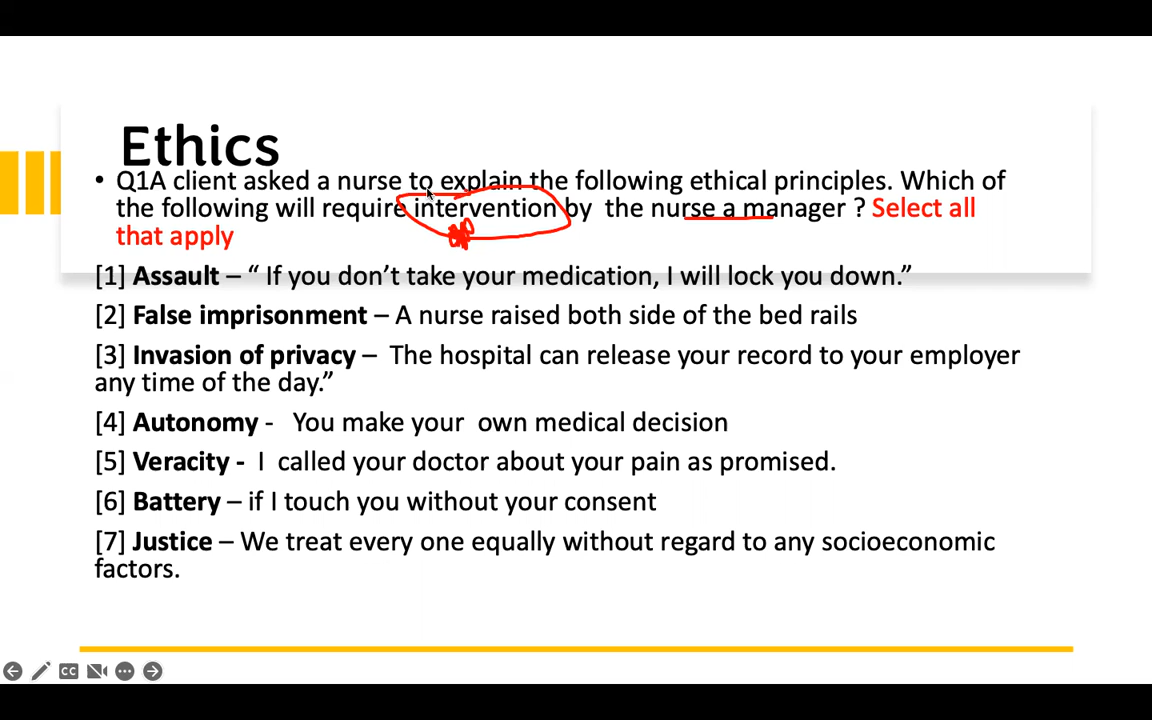 Ethics
• Q1A client asked a nurse to explain the following ethical principles. Which of
the following will require intervention by the nurse a manager ? Select all
that apply
[1] Assault – “ If you don’t take your medication, I will lock you down.”
[2] False imprisonment – A nurse raised both side of the bed rails
[3] Invasion of privacy – The hospital can release your record to your employer
any time of the day.”
[4] Autonomy - You make your own medical decision
[5] Veracity - I called your doctor about your pain as promised.
[6] Battery – if I touch you without your consent
[7] Justice – We treat every one equally without regard to any socioeconomic
factors.
CC